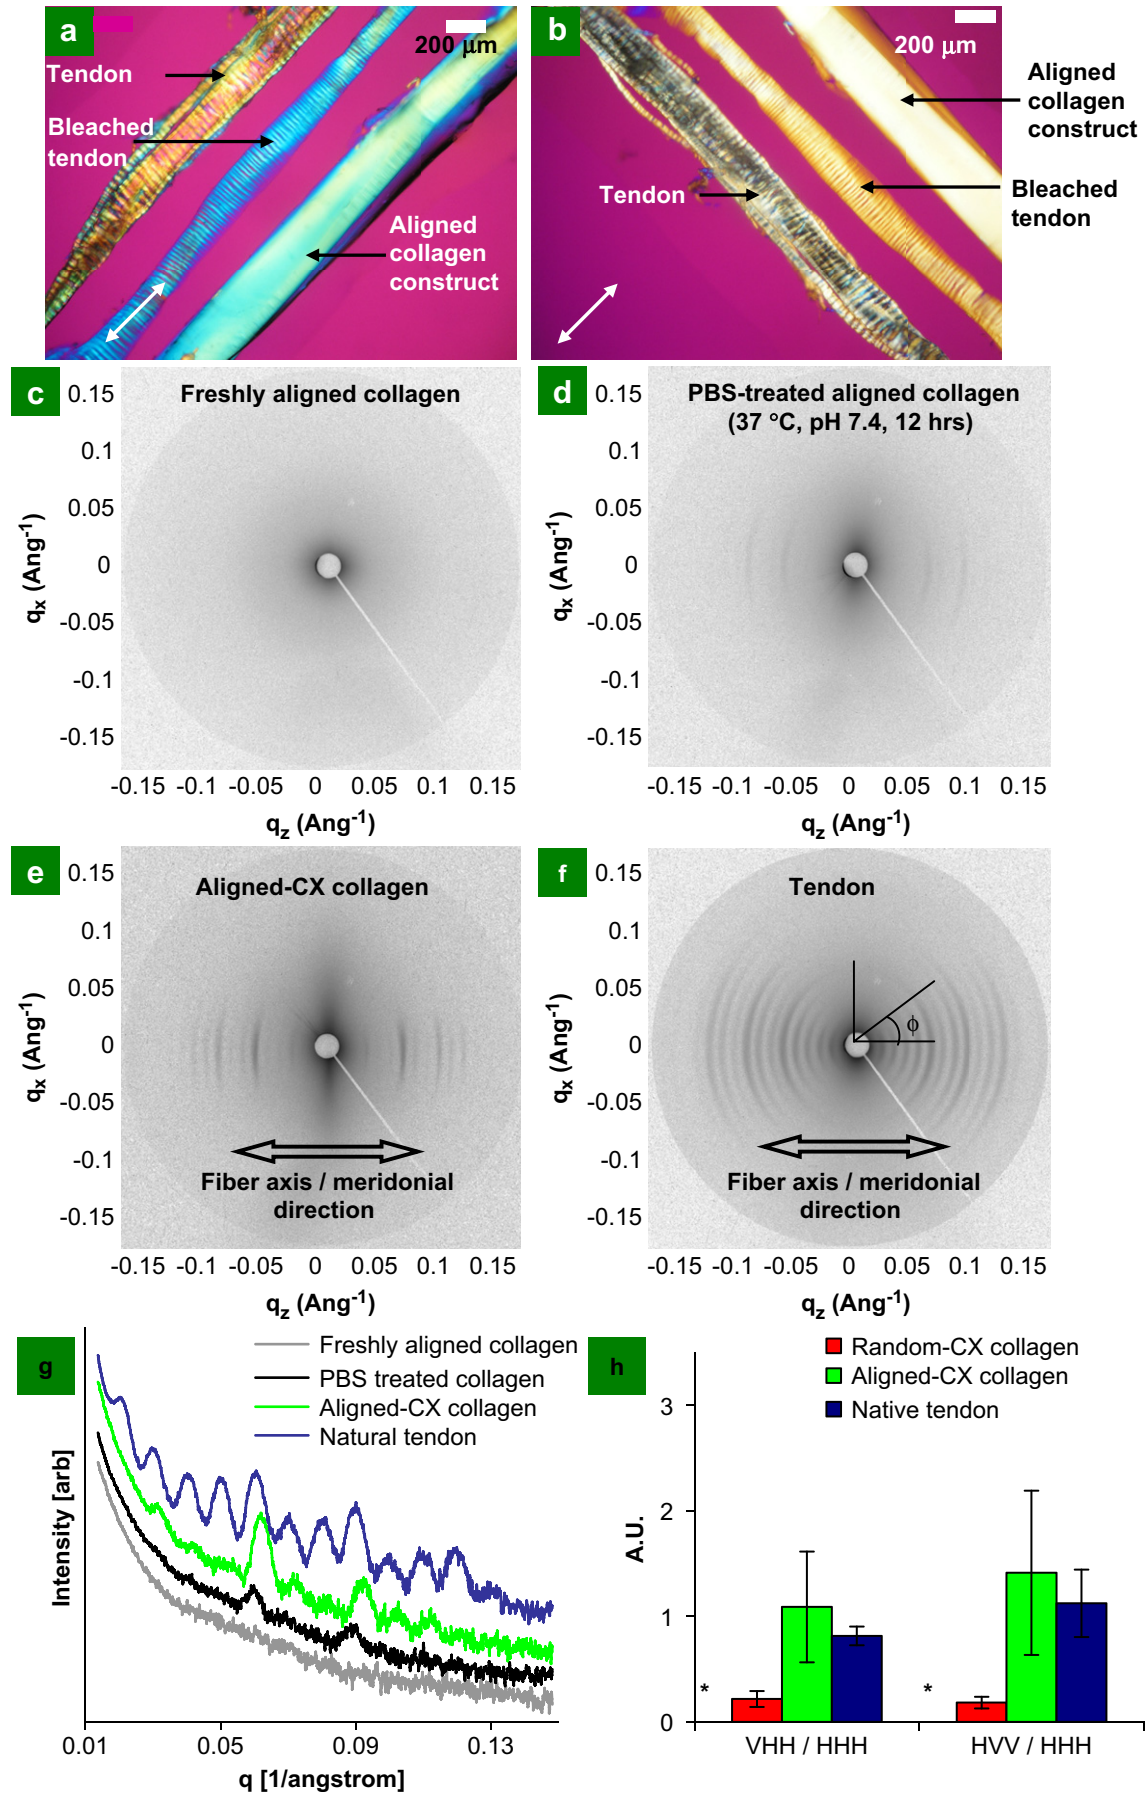 a
200 µm
Tendon
Bleached
tendon
Aligned
collagen
construct
b
200 µm
Aligned
collagen
construct
Tendon
Bleached
tendon
c
Freshly aligned collagen
0.15
0.1
0.05
0
-0.05
-0.1
-0.15
qx (Ang-1)
-0.15 -0.1 -0.05 0 0.05 0.1 0.15
qz (Ang-1)
d
PBS-treated aligned collagen
(37 °C, pH 7.4, 12 hrs)
0.15
0.1
0.05
0
-0.05
-0.1
-0.15
qx (Ang-1)
-0.15 -0.1 -0.05 0 0.05 0.1 0.15
qz (Ang-1)
e
Aligned-CX collagen
0.15
0.1
0.05
0
-0.05
-0.1
-0.15
qx (Ang-1)
Fiber axis / meridonial
direction
-0.15 -0.1 -0.05 0 0.05 0.1 0.15
qz (Ang-1)
f
Tendon
0.15
0.1
0.05
0
-0.05
-0.1
-0.15
qx (Ang-1)
ϕ
Fiber axis / meridonial
direction
-0.15 -0.1 -0.05 0 0.05 0.1 0.15
qz (Ang-1)
g
Freshly aligned collagen
PBS treated collagen
Aligned-CX collagen
Natural tendon
Intensity [arb]
0.01 0.05 0.09 0.13
q [1/angstrom]
h
Random-CX collagen
Aligned-CX collagen
Native tendon
3
2
1
0
A.U.
* *
VHH / HHH HVV / HHH